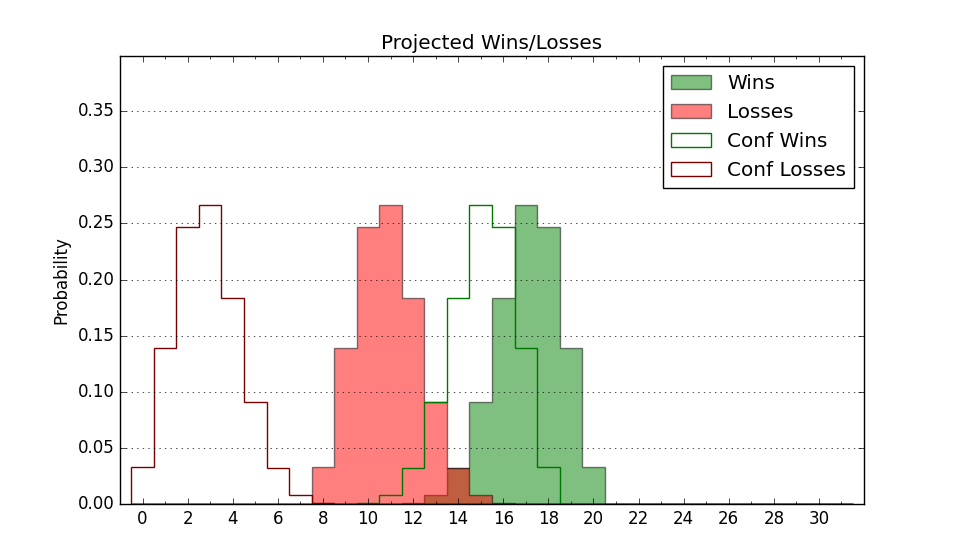 Projected Wins/Losses
Wins
Losses
Conf Wins
Conf Losses
Probability
0.35
0.30
0.25
0.20
0.15
0.10
0.05
0.00
0 2 4 6 8 10 12 14 16 18 20 22 24 26 28 30